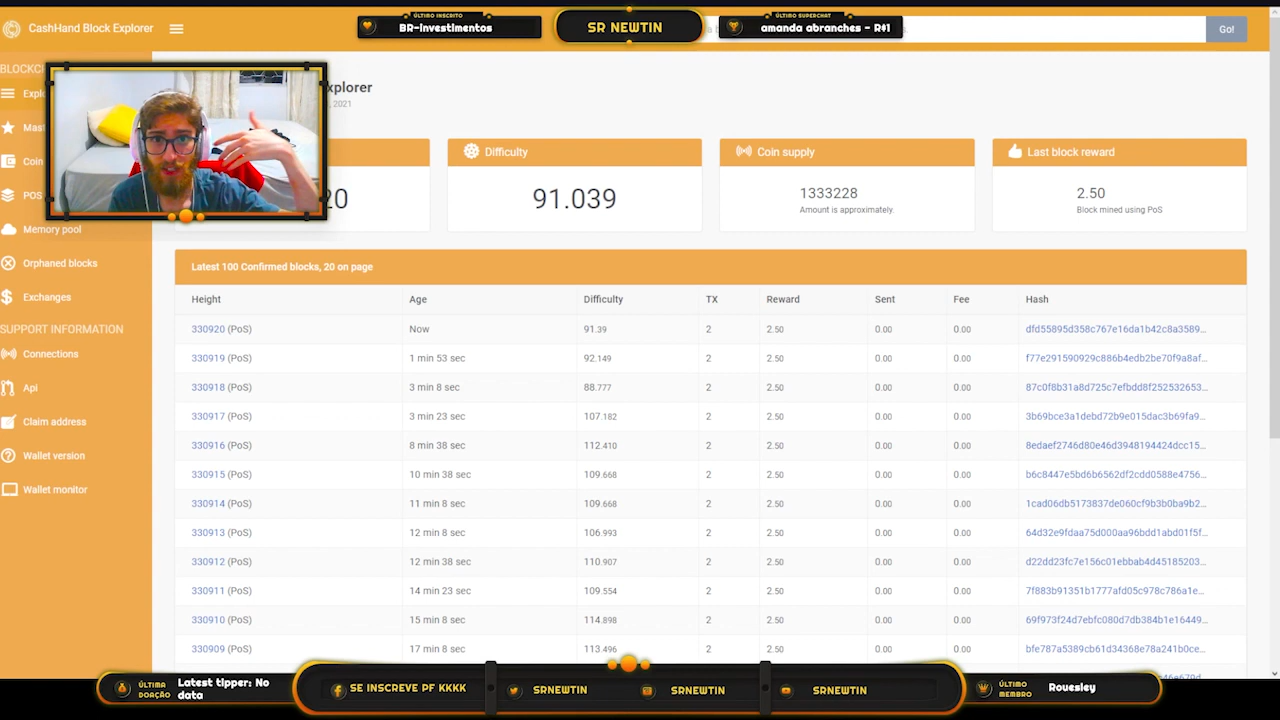 CashHand Block Explorer
ÚLTIMO INSCRITO
BR-Investimentos
SR NEWTIN
ÚLTIMO SUPERCHAT
amanda abranches - R$1
Go!
BLOCKC
Explo
Mast
Coin
POS
Memory pool
Orphaned blocks
Exchanges
SUPPORT INFORMATION
Connections
Api
Claim address
Wallet version
Wallet monitor
xplorer
, 2021
20
Difficulty
91.039
Coin supply
1333228
Amount is approximately.
Last block reward
2.50
Block mined using PoS
Latest 100 Confirmed blocks, 20 on page
Height Age Difficulty TX Reward Sent Fee Hash
330920 (PoS) Now 91.39 2 2.50 0.00 0.00 dfd55895d358c767e16da1b42c8a3589...
330919 (PoS) 1 min 53 sec 92.149 2 2.50 0.00 0.00 f77e291590929c886b4edb2be70f9a8af...
330918 (PoS) 3 min 8 sec 88.777 2 2.50 0.00 0.00 87c0f8b31a8d725c7efbdd8f252532653...
330917 (PoS) 3 min 23 sec 107.182 2 2.50 0.00 0.00 3b69bce3a1debd72b9e015dac3b69fa9...
330916 (PoS) 8 min 38 sec 112.410 2 2.50 0.00 0.00 8edaef2746d80e46d3948194424dcc15...
330915 (PoS) 10 min 38 sec 109.668 2 2.50 0.00 0.00 b6c8447e5bd6b6562df2cdd0588e4756...
330914 (PoS) 11 min 8 sec 109.668 2 2.50 0.00 0.00 1cad06db5173837de060cf9b3b0ba9b2...
330913 (PoS) 12 min 8 sec 106.993 2 2.50 0.00 0.00 64d32e9fdaa75d000aa96bdd1abd01f5f...
330912 (PoS) 12 min 38 sec 110.907 2 2.50 0.00 0.00 d22dd23fc7e156c01ebbab4d45185203...
330911 (PoS) 14 min 23 sec 109.554 2 2.50 0.00 0.00 7f883b91351b1777afd05c978c786a1e...
330910 (PoS) 15 min 8 sec 114.898 2 2.50 0.00 0.00 69f973f24d7ebfc080d7db384b1e16449...
330909 (PoS) 17 min 8 sec 113.496 2 2.50 0.00 0.00 bfe787a5389cb61d34368e78a241b0ce...
ÚLTIMA DOAÇÃO
Latest tipper: No data
SE INSCREVE PF KKKK
SRNEWTIN
SRNEWTIN
SRNEWTIN
ÚLTIMO MEMBRO
Rouesley